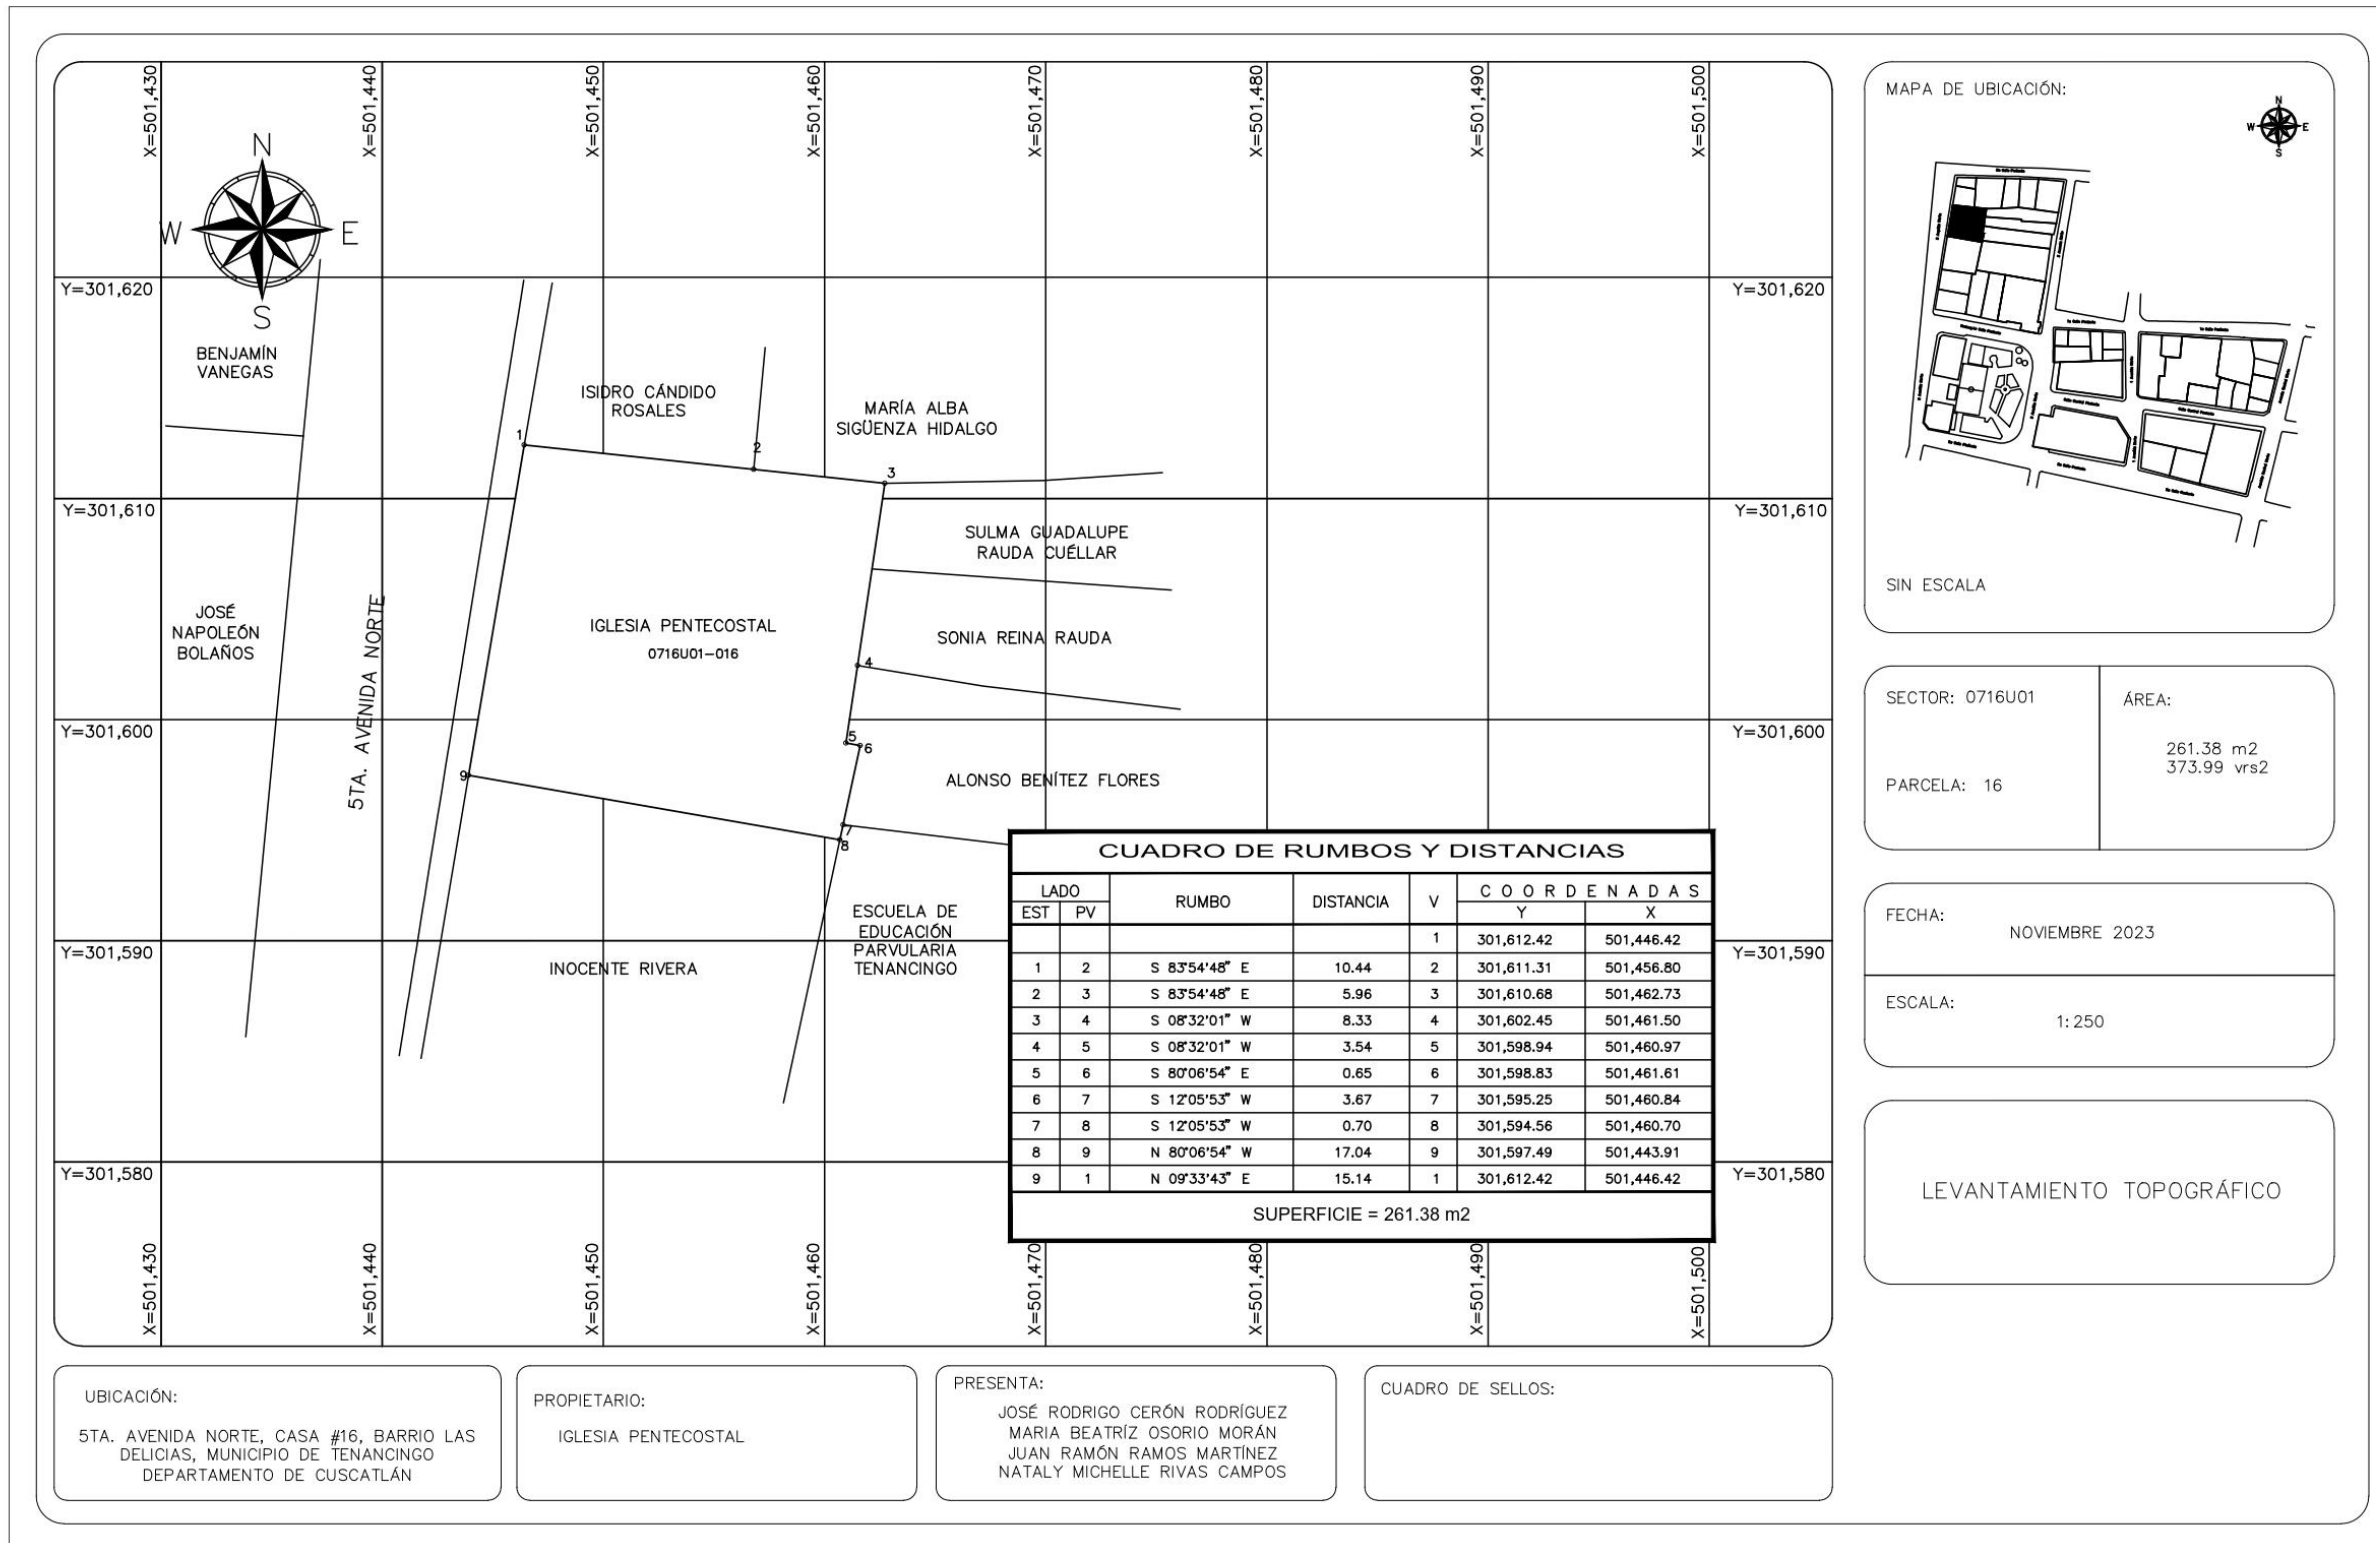 X=501,430
X=501,440
X=501,450
X=501,460
X=501,470
X=501,480
X=501,490
X=501,500
N
W
E
S
Y=301,620
Y=301,620
BENJAMÍN
VANEGAS
ISIDRO CÁNDIDO
ROSALES
MARÍA ALBA
SIGÜENZA HIDALGO
1
2
3
Y=301,610
Y=301,610
SULMA GUADALUPE
RAUDA CUÉLLAR
JOSÉ
NAPOLEÓN
BOLAÑOS
5TA. AVENIDA NORTE
IGLESIA PENTECOSTAL
0716U01-016
SONIA REINA RAUDA
4
Y=301,600
Y=301,600
5
6
9
ALONSO BENÍTEZ FLORES
7
8
ESCUELA DE
EDUCACIÓN
PARVULARIA
TENANCINGO
Y=301,590
Y=301,590
INOCENTE RIVERA
Y=301,580
Y=301,580
CUADRO DE RUMBOS Y DISTANCIAS
LADO RUMBO DISTANCIA V COORDENADAS
EST PV Y X
1 301,612.42 501,446.42
1 2 S 83°54'48" E 10.44 2 301,611.31 501,456.80
2 3 S 83°54'48" E 5.96 3 301,610.68 501,462.73
3 4 S 08°32'01" W 8.33 4 301,602.45 501,461.50
4 5 S 08°32'01" W 3.54 5 301,598.94 501,460.97
5 6 S 80°06'54" E 0.65 6 301,598.83 501,461.61
6 7 S 12°05'53" W 3.67 7 301,595.25 501,460.84
7 8 S 12°05'53" W 0.70 8 301,594.56 501,460.70
8 9 N 80°06'54" W 17.04 9 301,597.49 501,443.91
9 1 N 09°33'43" E 15.14 1 301,612.42 501,446.42
SUPERFICIE = 261.38 m2
X=501,430
X=501,440
X=501,450
X=501,460
X=501,470
X=501,480
X=501,490
X=501,500
MAPA DE UBICACIÓN:
N
W
E
S
SIN ESCALA
SECTOR: 0716U01
PARCELA: 16
ÁREA:
261.38 m2
373.99 vrs2
FECHA:
NOVIEMBRE 2023
ESCALA:
1:250
LEVANTAMIENTO TOPOGRÁFICO
UBICACIÓN:
5TA. AVENIDA NORTE, CASA #16, BARRIO LAS
DELICIAS, MUNICIPIO DE TENANCINGO
DEPARTAMENTO DE CUSCATLÁN
PROPIETARIO:
IGLESIA PENTECOSTAL
PRESENTA:
JOSÉ RODRIGO CERÓN RODRÍGUEZ
MARIA BEATRÍZ OSORIO MORÁN
JUAN RAMÓN RAMOS MARTÍNEZ
NATALY MICHELLE RIVAS CAMPOS
CUADRO DE SELLOS: